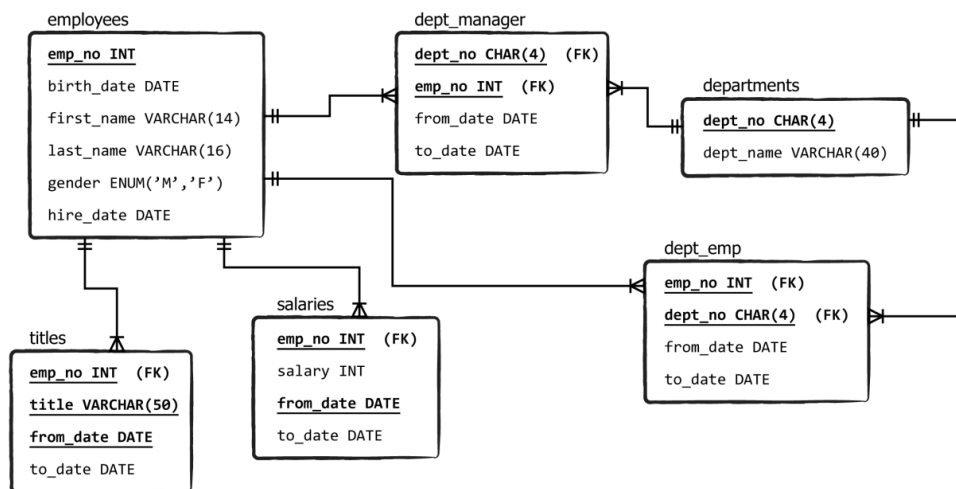 employees
emp_no INT
birth_date DATE
first_name VARCHAR(14)
last_name VARCHAR(16)
gender ENUM(’M’,’F’)
hire_date DATE
dept_manager
dept_no CHAR(4) (FK)
emp_no INT (FK)
from_date DATE
to_date DATE
departments
dept_no CHAR(4)
dept_name VARCHAR(40)
dept_emp
emp_no INT (FK)
dept_no CHAR(4) (FK)
from_date DATE
to_date DATE
salaries
emp_no INT (FK)
salary INT
from_date DATE
to_date DATE
titles
emp_no INT (FK)
title VARCHAR(50)
from_date DATE
to_date DATE